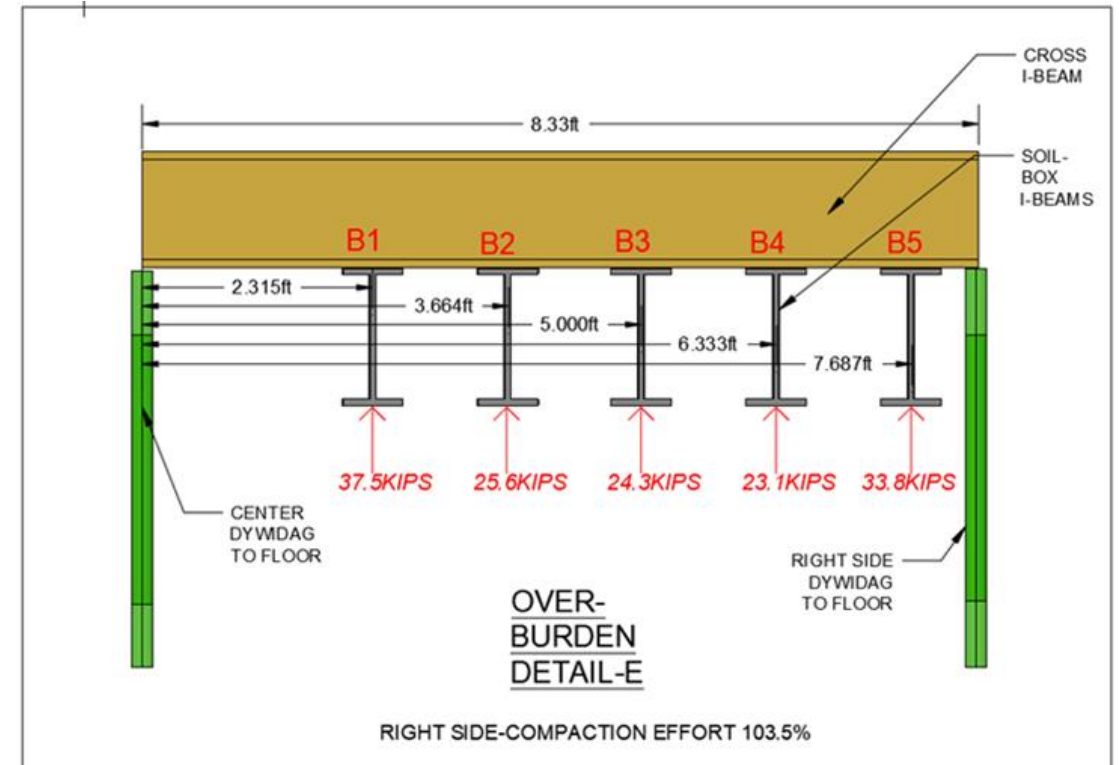 CROSS
I-BEAM
8.33ft
SOIL-
BOX
I-BEAMS
B1 B2 B3 B4 B5
2.315ft
3.664ft
5.000ft
6.333ft
7.687ft
37.5KIPS 25.6KIPS 24.3KIPS 23.1KIPS 33.8KIPS
CENTER
DYWIDAG
TO FLOOR
RIGHT SIDE
DYWIDAG
TO FLOOR
OVER-
BURDEN
DETAIL-E
RIGHT SIDE-COMPACTION EFFORT 103.5%